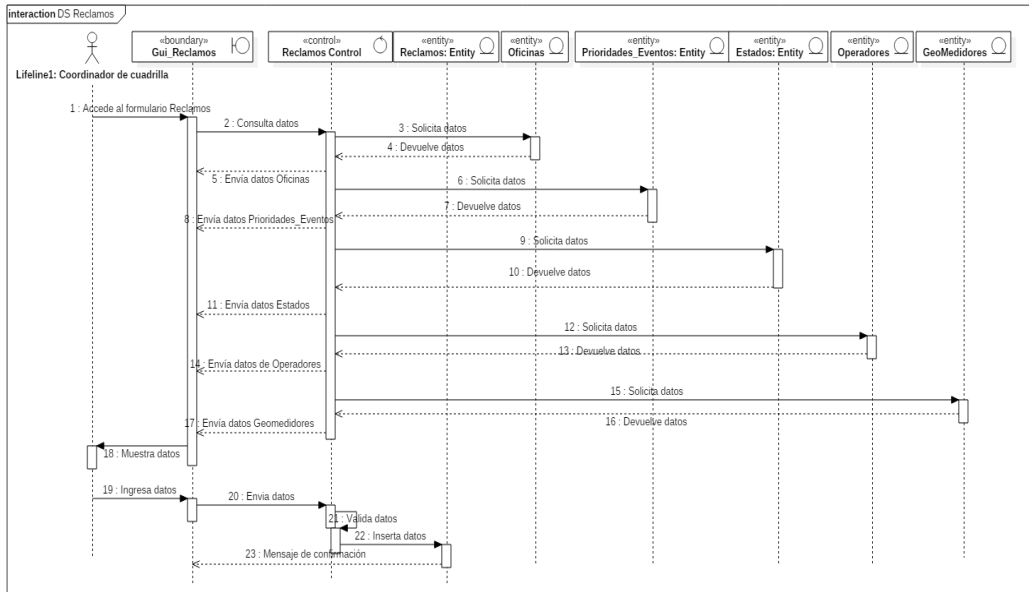 interaction DS Reclamos
«boundary»
Gui_Reclamos
«control»
Reclamos Control
«entity»
Reclamos: Entity
«entity»
Oficinas
«entity»
Prioridades_Eventos: Entity
«entity»
Estados: Entity
«entity»
Operadores
«entity»
GeoMedidores
Lifeline1: Coordinador de cuadrilla
1 : Accede al formulario Reclamos
2 : Consulta datos
3 : Solicita datos
4 : Devuelve datos
5 : Envía datos Oficinas
6 : Solicita datos
7 : Devuelve datos
8 : Envía datos Prioridades_Eventos
9 : Solicita datos
10 : Devuelve datos
11 : Envía datos Estados
12 : Solicita datos
13 : Devuelve datos
14 : Envía datos de Operadores
15 : Solicita datos
16 : Devuelve datos
17 : Envía datos Geomedidores
18 : Muestra datos
19 : Ingresa datos
20 : Envia datos
21 : Valida datos
22 : Inserta datos
23 : Mensaje de confirmación